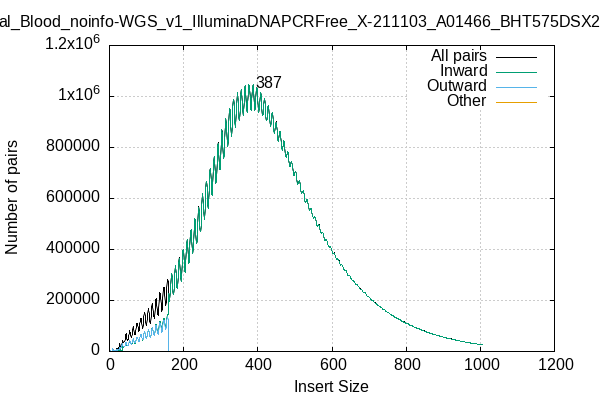 al_Blood_noinfo-WGS_v1_IlluminaDNAPCRFree_X-211103_A01466_BHT575DSX2
1.2x10^6
1x10^6
800000
600000
400000
200000
0
Number of pairs
All pairs
Inward
Outward
Other
387
0 200 400 600 800 1000 1200
Insert Size